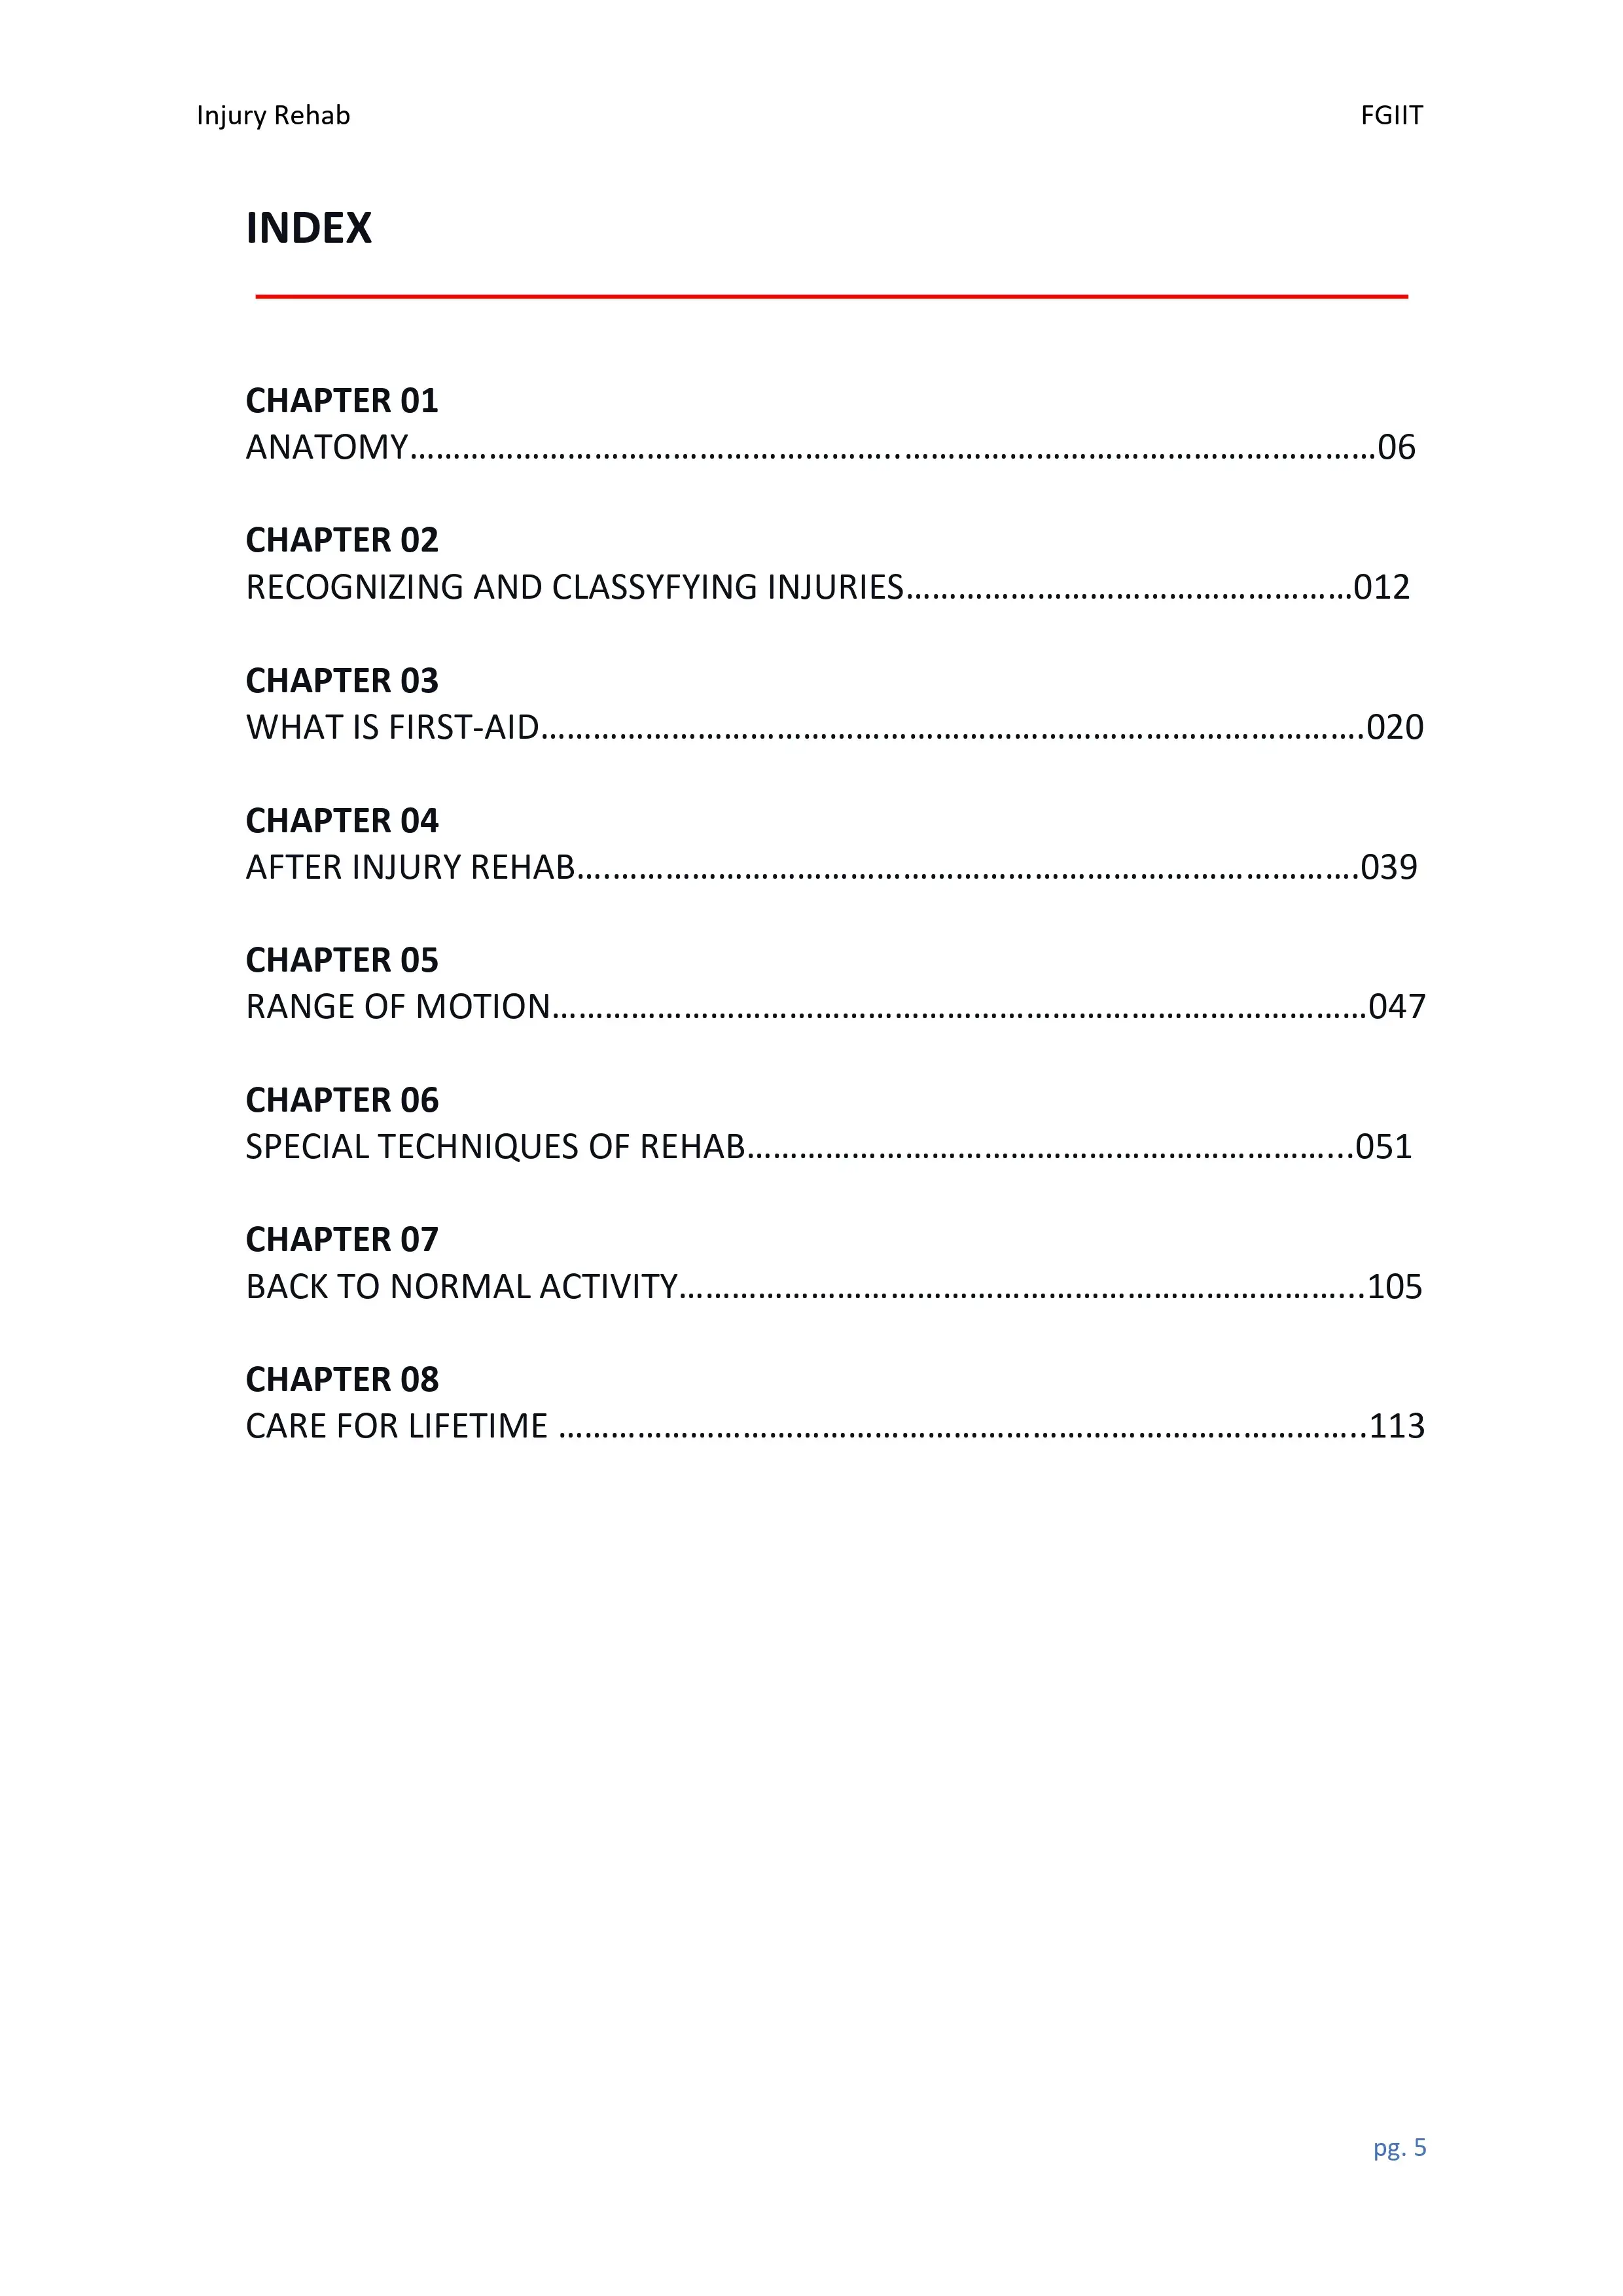 Injury Rehab FGIIT
INDEX
CHAPTER 01
ANATOMY……………………………………………………..……………………………………………………06
CHAPTER 02
RECOGNIZING AND CLASSYFYING INJURIES……………………………………………012
CHAPTER 03
WHAT IS FIRST-AID………………………………………………………………………………….020
CHAPTER 04
AFTER INJURY REHAB….………………………………………………………………………….039
CHAPTER 05
RANGE OF MOTION…………………………………………………………………………………047
CHAPTER 06
SPECIAL TECHNIQUES OF REHAB…………………………………………………………...051
CHAPTER 07
BACK TO NORMAL ACTIVITY…………………………………………………………………...105
CHAPTER 08
CARE FOR LIFETIME ………………………………………………………………………………..113
pg. 5